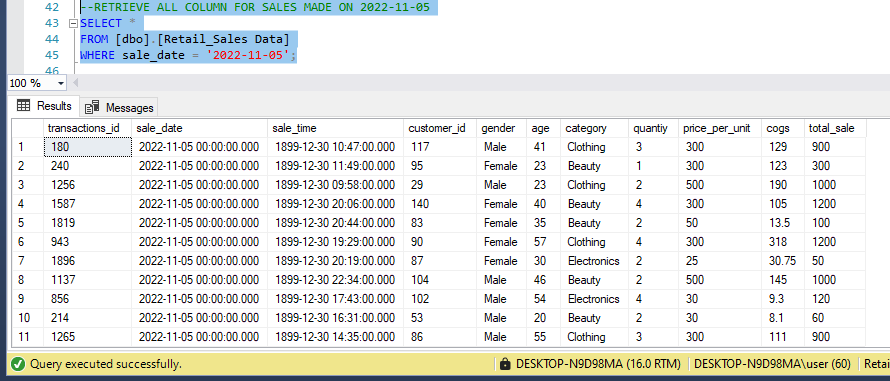 42 --RETRIEVE ALL COLUMN FOR SALES MADE ON 2022-11-05
43 SELECT *
44 FROM [dbo].[Retail_Sales Data]
45 WHERE sale_date = '2022-11-05';
46
100 %
Results Messages
transactions_id sale_date sale_time customer_id gender age category quantiy price_per_unit cogs total_sale
1 180 2022-11-05 00:00:00.000 1899-12-30 10:47:00.000 117 Male 41 Clothing 3 300 129 900
2 240 2022-11-05 00:00:00.000 1899-12-30 11:49:00.000 95 Female 23 Beauty 1 300 123 300
3 1256 2022-11-05 00:00:00.000 1899-12-30 09:58:00.000 29 Male 23 Clothing 2 500 190 1000
4 1587 2022-11-05 00:00:00.000 1899-12-30 20:06:00.000 140 Female 40 Beauty 4 300 105 1200
5 1819 2022-11-05 00:00:00.000 1899-12-30 20:44:00.000 83 Female 35 Beauty 2 50 13.5 100
6 943 2022-11-05 00:00:00.000 1899-12-30 19:29:00.000 90 Female 57 Clothing 4 300 318 1200
7 1896 2022-11-05 00:00:00.000 1899-12-30 20:19:00.000 87 Female 30 Electronics 2 25 30.75 50
8 1137 2022-11-05 00:00:00.000 1899-12-30 22:34:00.000 104 Male 46 Beauty 2 500 145 1000
9 856 2022-11-05 00:00:00.000 1899-12-30 17:43:00.000 102 Male 54 Electronics 4 30 9.3 120
10 214 2022-11-05 00:00:00.000 1899-12-30 16:31:00.000 53 Male 20 Beauty 2 30 8.1 60
11 1265 2022-11-05 00:00:00.000 1899-12-30 14:35:00.000 86 Male 55 Clothing 3 300 111 900
Query executed successfully. DESKTOP-N9D98MA (16.0 RTM) DESKTOP-N9D98MA\user (60) Retai